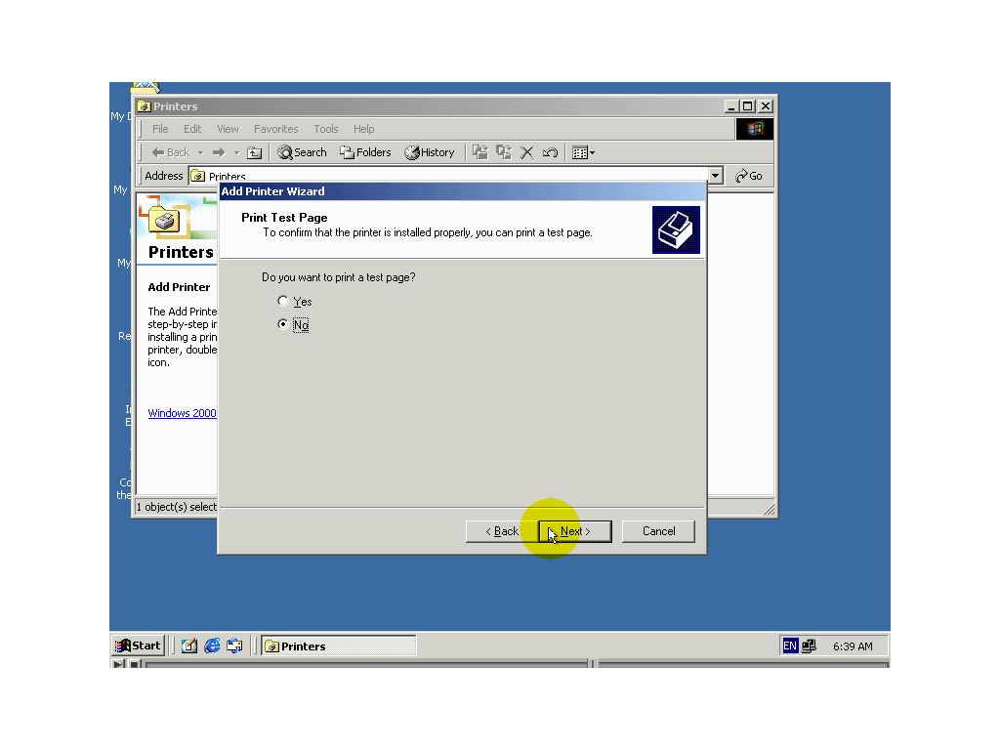 My D
Printers
File Edit View Favorites Tools Help
Back Search Folders History
Address Printers Go
My
Add Printer Wizard
Print Test Page
To confirm that the printer is installed properly, you can print a test page.
Printers
My
Do you want to print a test page?
Add Printer
Yes
The Add Printe
step-by-step in
No
installing a prin
Re
printer, double
icon.
Windows 2000
Co
the
1 object(s) select
< Back Next > Cancel
Start Printers EN 6:39 AM